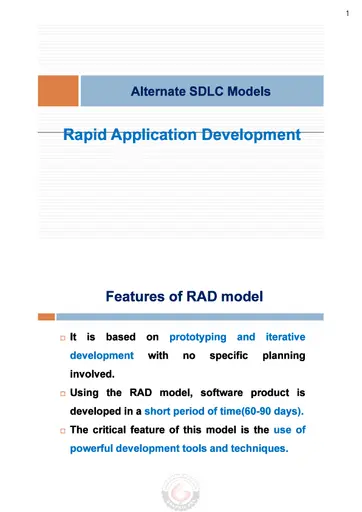 1
Alternate SDLC Models
Rapid Application Development
Features of RAD model
It is based on prototyping and iterative
development with no specific planning
involved.
Using the RAD model, software product is
developed in a short period of time(60-90 days).
The critical feature of this model is the use of
powerful development tools and techniques.